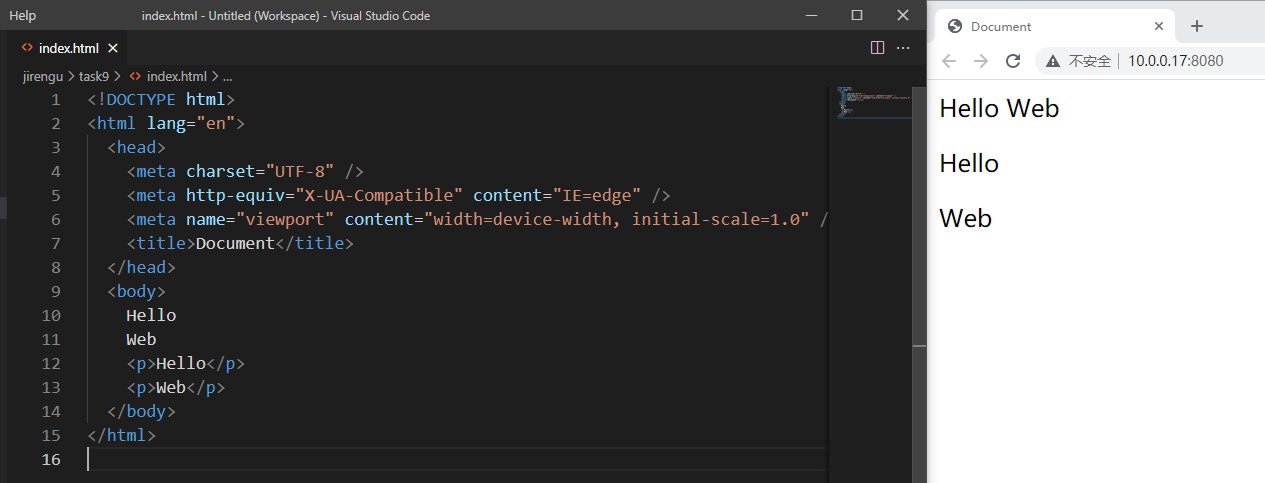 Help index.html - Untitled (Workspace) - Visual Studio Code
index.html
jirengu > task9 > index.html > ...
1 <!DOCTYPE html>
2 <html lang="en">
3 <head>
4 <meta charset="UTF-8" />
5 <meta http-equiv="X-UA-Compatible" content="IE=edge" />
6 <meta name="viewport" content="width=device-width, initial-scale=1.0" /
7 <title>Document</title>
8 </head>
9 <body>
10 Hello
11 Web
12 <p>Hello</p>
13 <p>Web</p>
14 </body>
15 </html>
16
Document
不安全 | 10.0.0.17:8080
Hello Web
Hello
Web